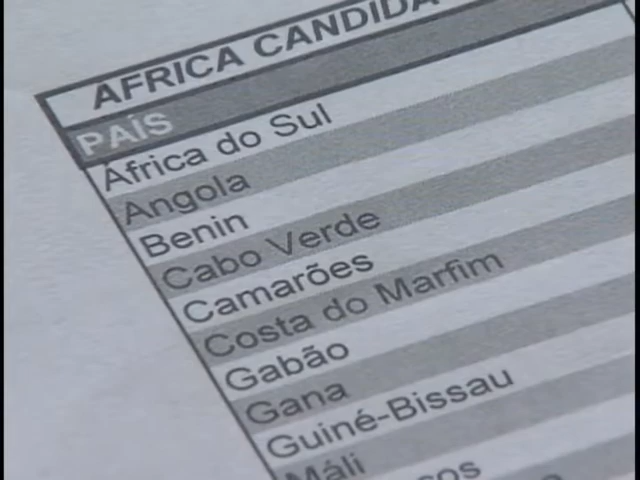 AFRICA CANDIDA
PAÍS
África do Sul
Angola
Benin
Cabo Verde
Camarões
Costa do Marfim
Gabão
Gana
Guiné-Bissau
Máli